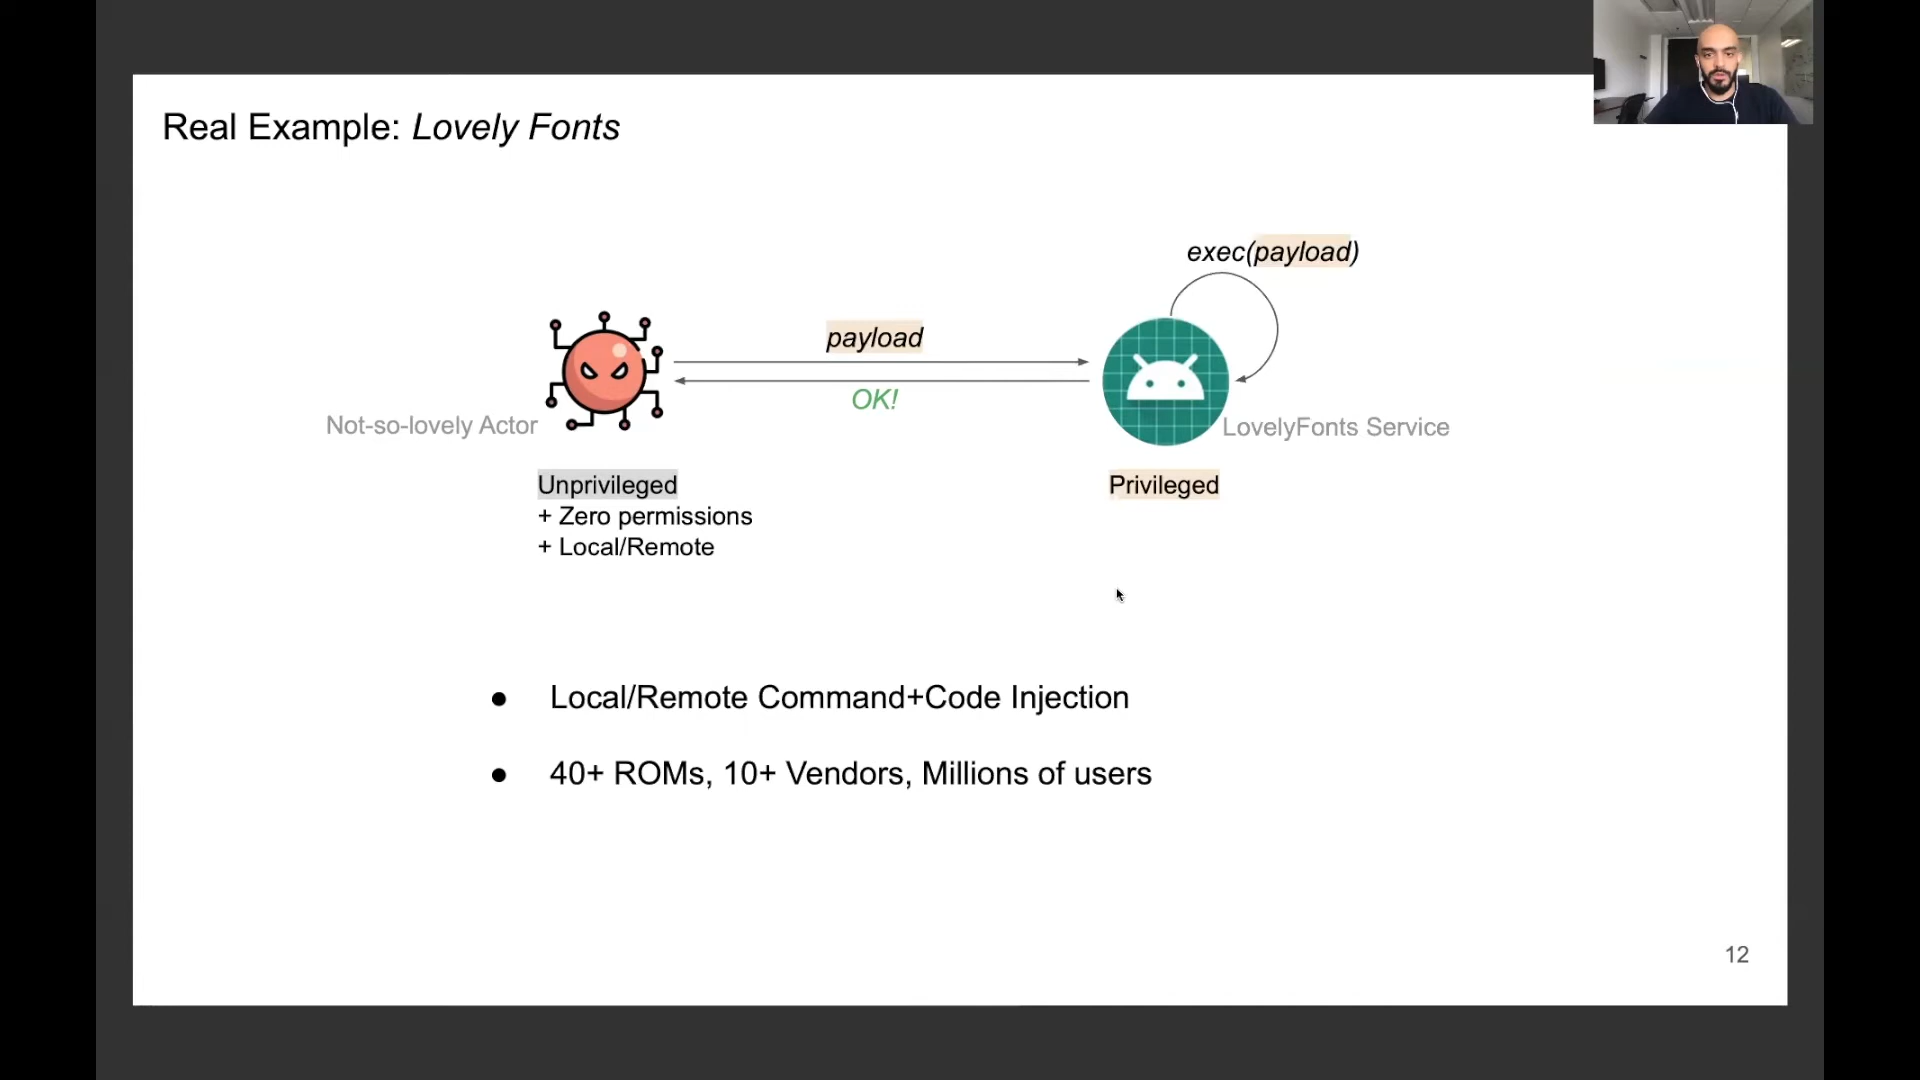 Real Example: Lovely Fonts
exec(payload)
payload
OK!
Not-so-lovely Actor
LovelyFonts Service
Unprivileged
+ Zero permissions
+ Local/Remote
Privileged
● Local/Remote Command+Code Injection
● 40+ ROMs, 10+ Vendors, Millions of users
12